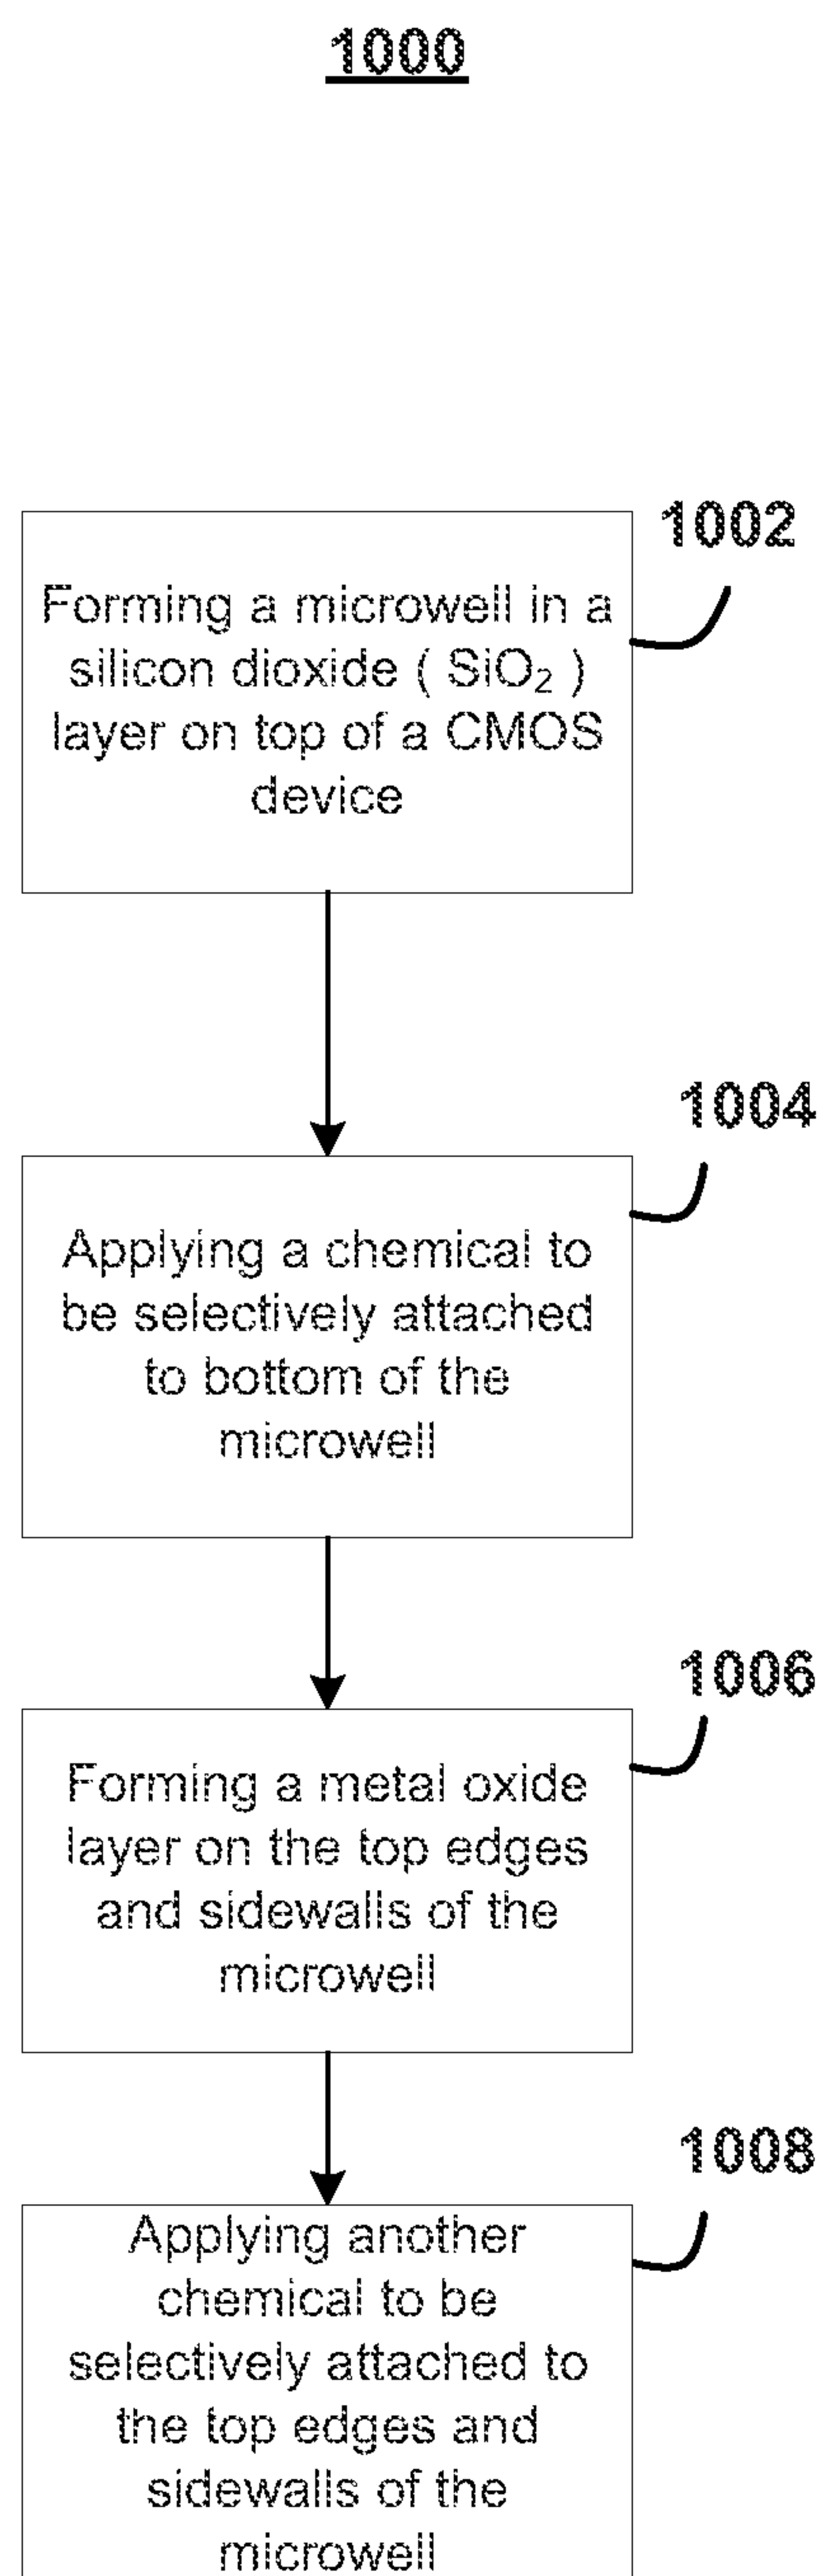 1000
1002
Forming a microwell in a
silicon dioxide ( SiO₂ )
layer on top of a CMOS
device
1004
Applying a chemical to
be selectively attached
to bottom of the
microwell
1006
Forming a metal oxide
layer on the top edges
and sidewalls of the
microwell
1008
Applying another
chemical to be
selectively attached to
the top edges and
sidewalls of the
microwell